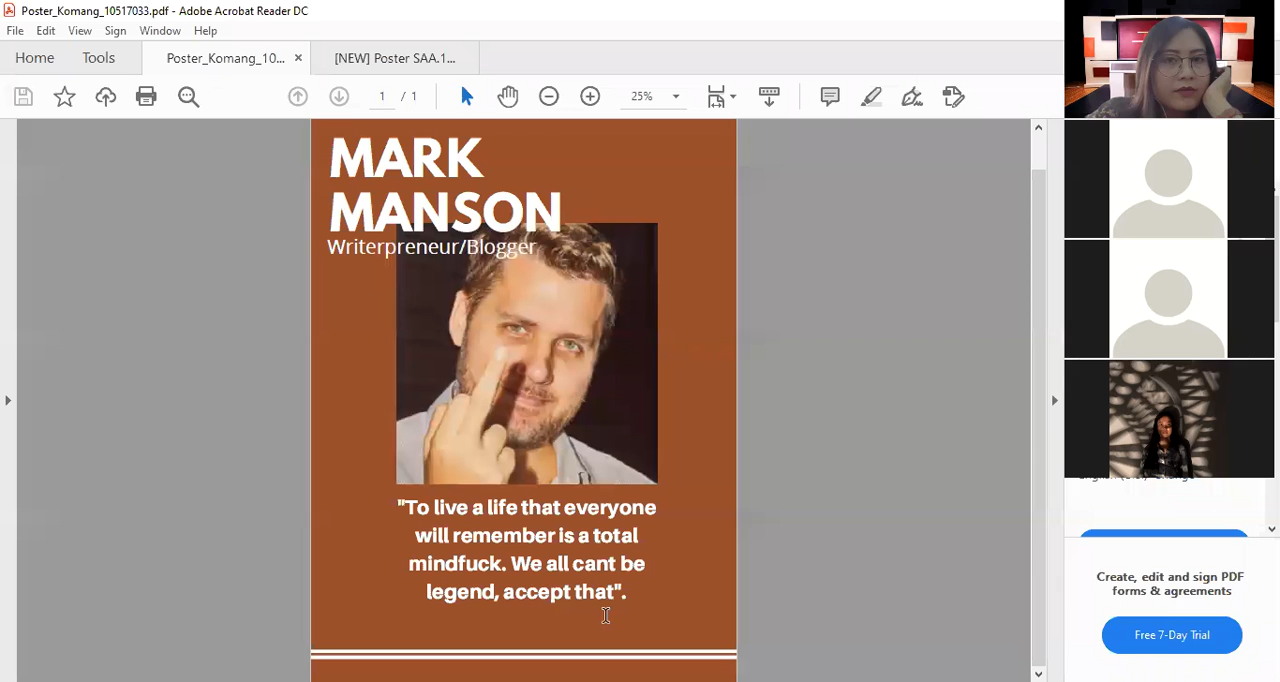 Poster_Komang_10517033.pdf - Adobe Acrobat Reader DC
File Edit View Sign Window Help
Home Tools Poster_Komang_10... × [NEW] Poster SAA.1...
1 / 1 25%
MARK
MANSON
Writerpreneur/Blogger
"To live a life that everyone
will remember is a total
mindfuck. We all cant be
legend, accept that".
Create, edit and sign PDF
forms & agreements
Free 7-Day Trial